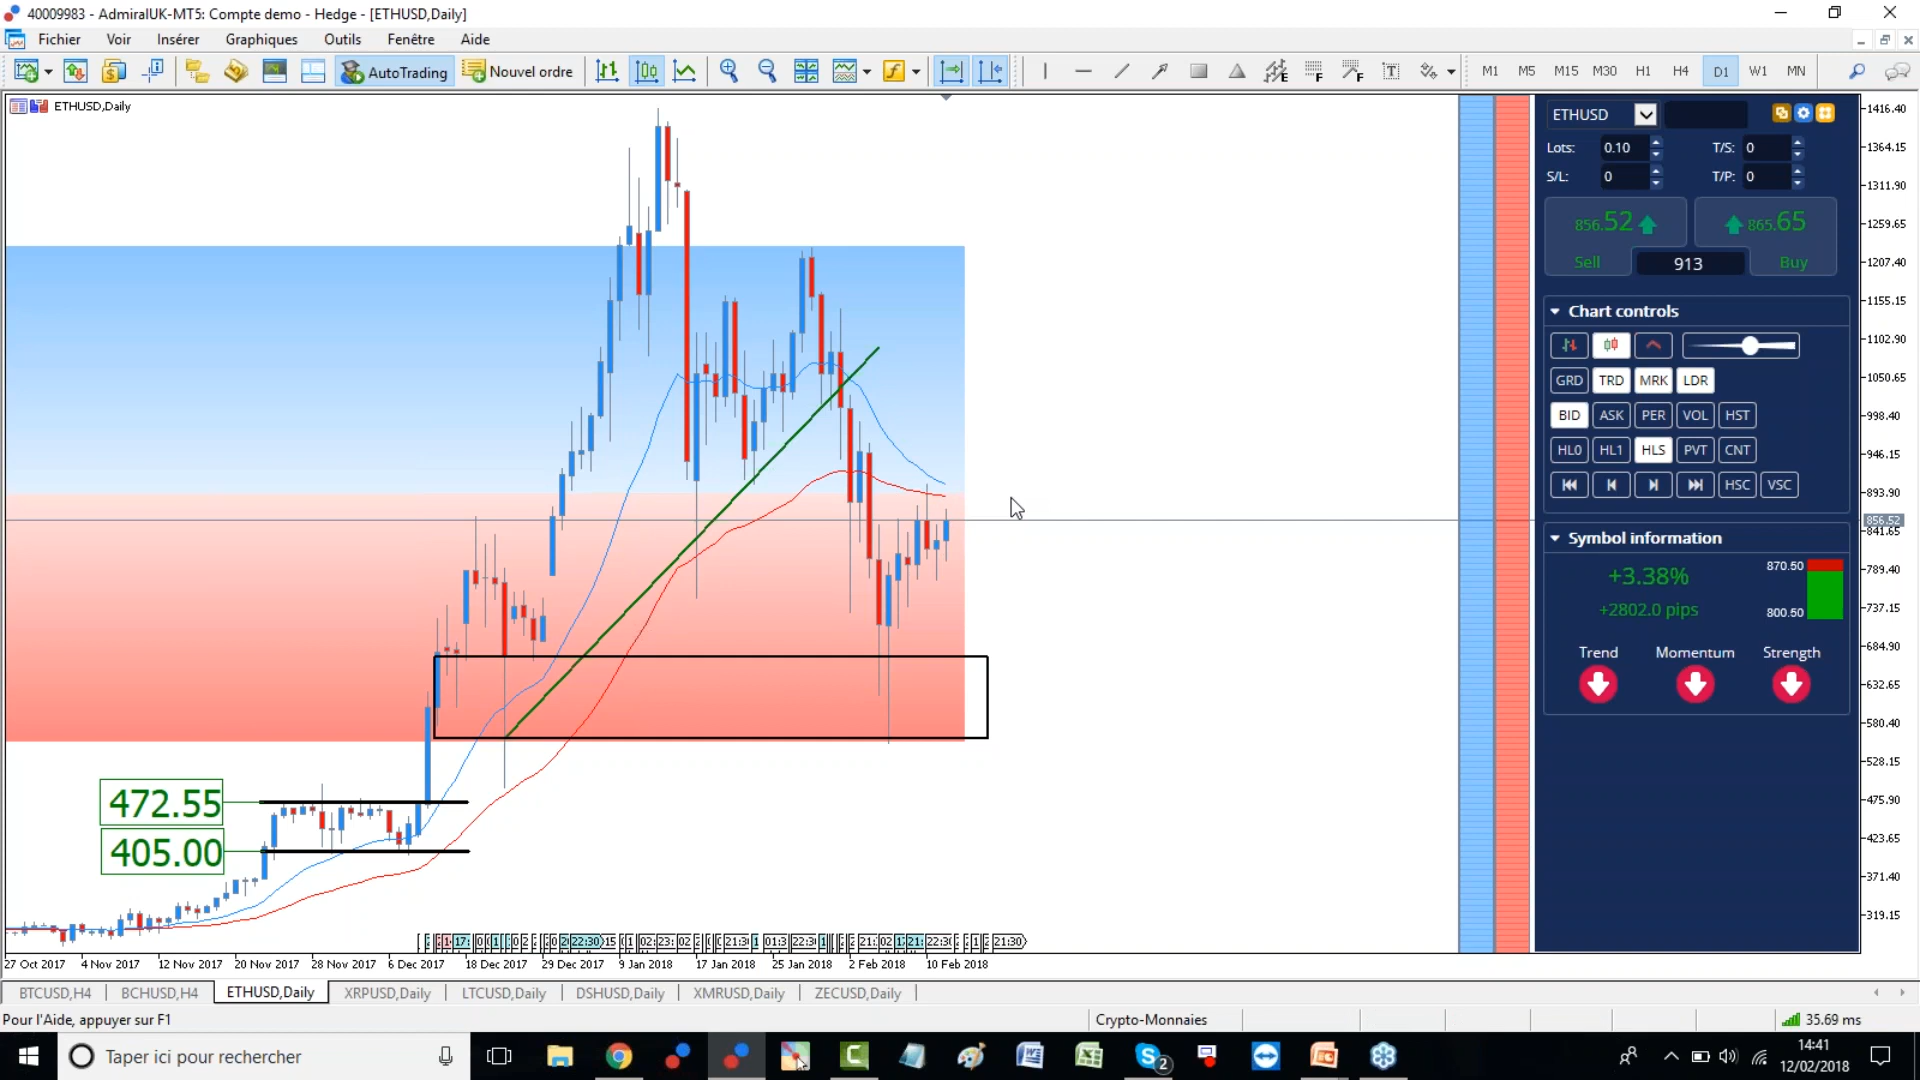 40009983 - AdmiralUK-MT5: Compte demo - Hedge - [ETHUSD,Daily]
Fichier Voir Insérer Graphiques Outils Fenêtre Aide
AutoTrading Nouvel ordre M1 M5 M15 M30 H1 H4 D1 W1 MN
ETHUSD,Daily
1416.40
1364.15
1311.90
1259.65
1207.40
1155.15
1102.90
1050.65
998.40
946.15
893.90
856.52
841.65
789.40
737.15
684.90
632.65
580.40
528.15
475.90
423.65
371.40
319.15
ETHUSD
Lots: 0.10 T/S: 0
S/L: 0 T/P: 0
856.52 865.65
Sell 913 Buy
Chart controls
GRD TRD MRK LDR
BID ASK PER VOL HST
HL0 HL1 HLS PVT CNT
HSC VSC
Symbol information
+3.38% 870.50
+2802.0 pips 800.50
Trend Momentum Strength
472.55
405.00
27 Oct 2017 4 Nov 2017 12 Nov 2017 20 Nov 2017 28 Nov 2017 6 Dec 2017 18 Dec 2017 29 Dec 2017 9 Jan 2018 17 Jan 2018 25 Jan 2018 2 Feb 2018 10 Feb 2018
BTCUSD,H4 BCHUSD,H4 ETHUSD,Daily XRPUSD,Daily LTCUSD,Daily DSHUSD,Daily XMRUSD,Daily ZECUSD,Daily
Pour l'Aide, appuyer sur F1 Crypto-Monnaies 35.69 ms
Taper ici pour rechercher 2 14:41
12/02/2018